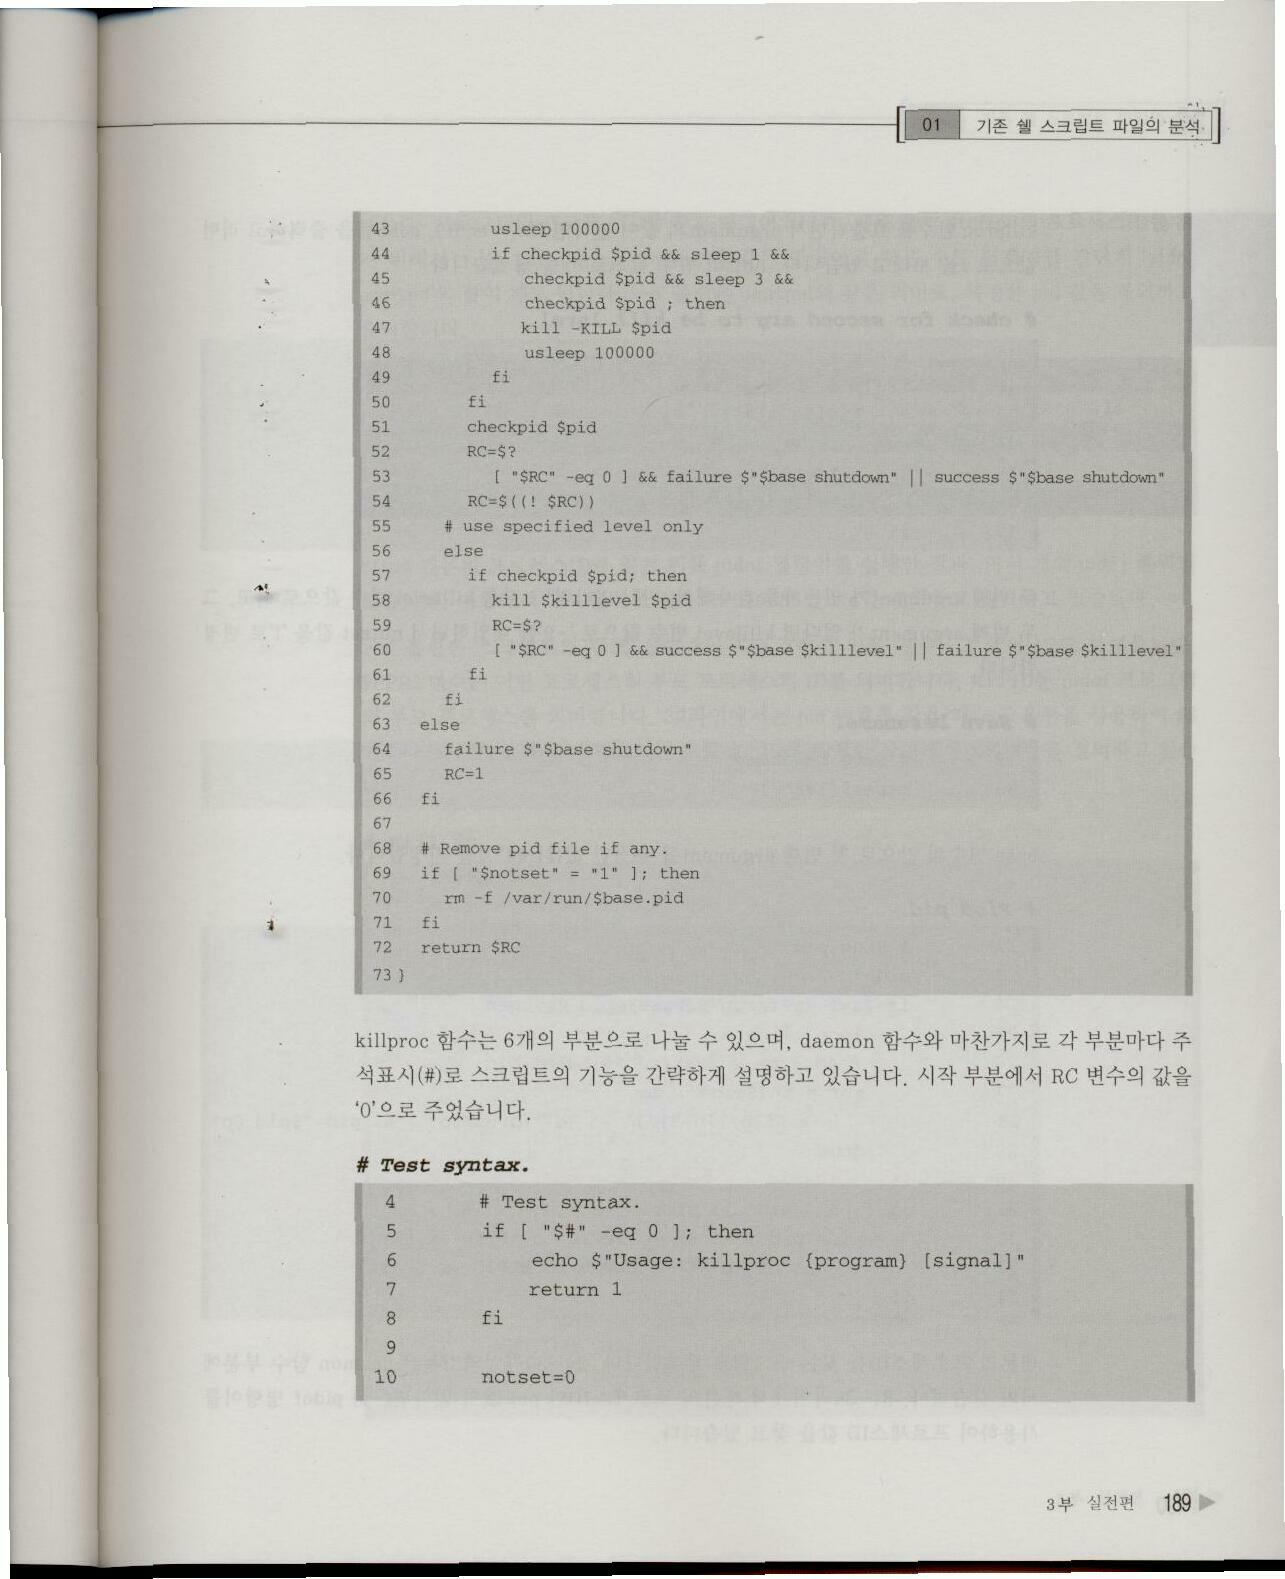 01 기존 쉘 스크립트 파일의 분석
43 usleep 100000
44 if checkpid $pid && sleep 1 &&
45 checkpid $pid && sleep 3 &&
46 checkpid $pid ; then
47 kill -KILL $pid
48 usleep 100000
49 fi
50 fi
51 checkpid $pid
52 RC=$?
53 [ "$RC" -eq 0 ] && failure $"$base shutdown" || success $"$base shutdown"
54 RC=$((! $RC))
55 # use specified level only
56 else
57 if checkpid $pid; then
58 kill $killlevel $pid
59 RC=$?
60 [ "$RC" -eq 0 ] && success $"$base $killlevel" || failure $"$base $killlevel"
61 fi
62 fi
63 else
64 failure $"$base shutdown"
65 RC=1
66 fi
67
68 # Remove pid file if any.
69 if [ "$notset" = "1" ]; then
70 rm -f /var/run/$base.pid
71 fi
72 return $RC
73 }
killproc 함수는 6개의 부분으로 나눌 수 있으며, daemon 함수와 마찬가지로 각 부분마다 주
석표시(#)로 스크립트의 기능을 간략하게 설명하고 있습니다. 시작 부분에서 RC 변수의 값을
'0'으로 주었습니다.
# Test syntax.
4 # Test syntax.
5 if [ "$#" -eq 0 ]; then
6 echo $"Usage: killproc {program} [signal]"
7 return 1
8 fi
9
10 notset=0
3부 실전편 189